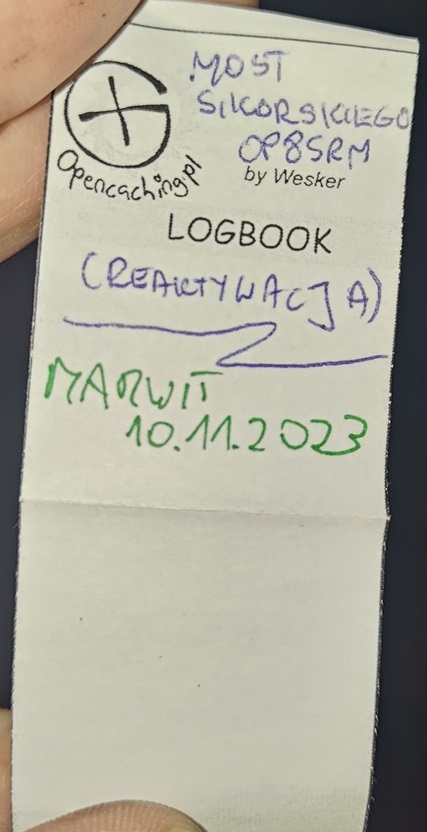 MOST
SIKORSKIEGO
OP8SRM
Opencaching.pl
by Wesker
LOGBOOK
(REAKTYWACJA)
MARWIT
10.11.2023